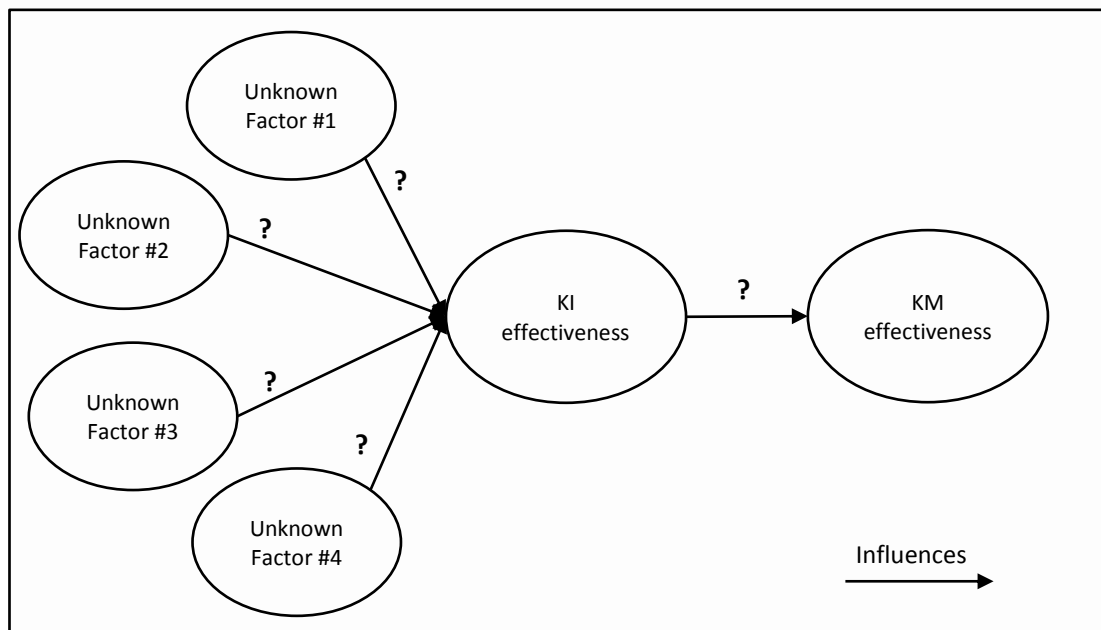 Unknown
Factor #1
?
Unknown
Factor #2
?
Unknown
Factor #3
?
Unknown
Factor #4
?
KI
effectiveness
?
KM
effectiveness
Influences